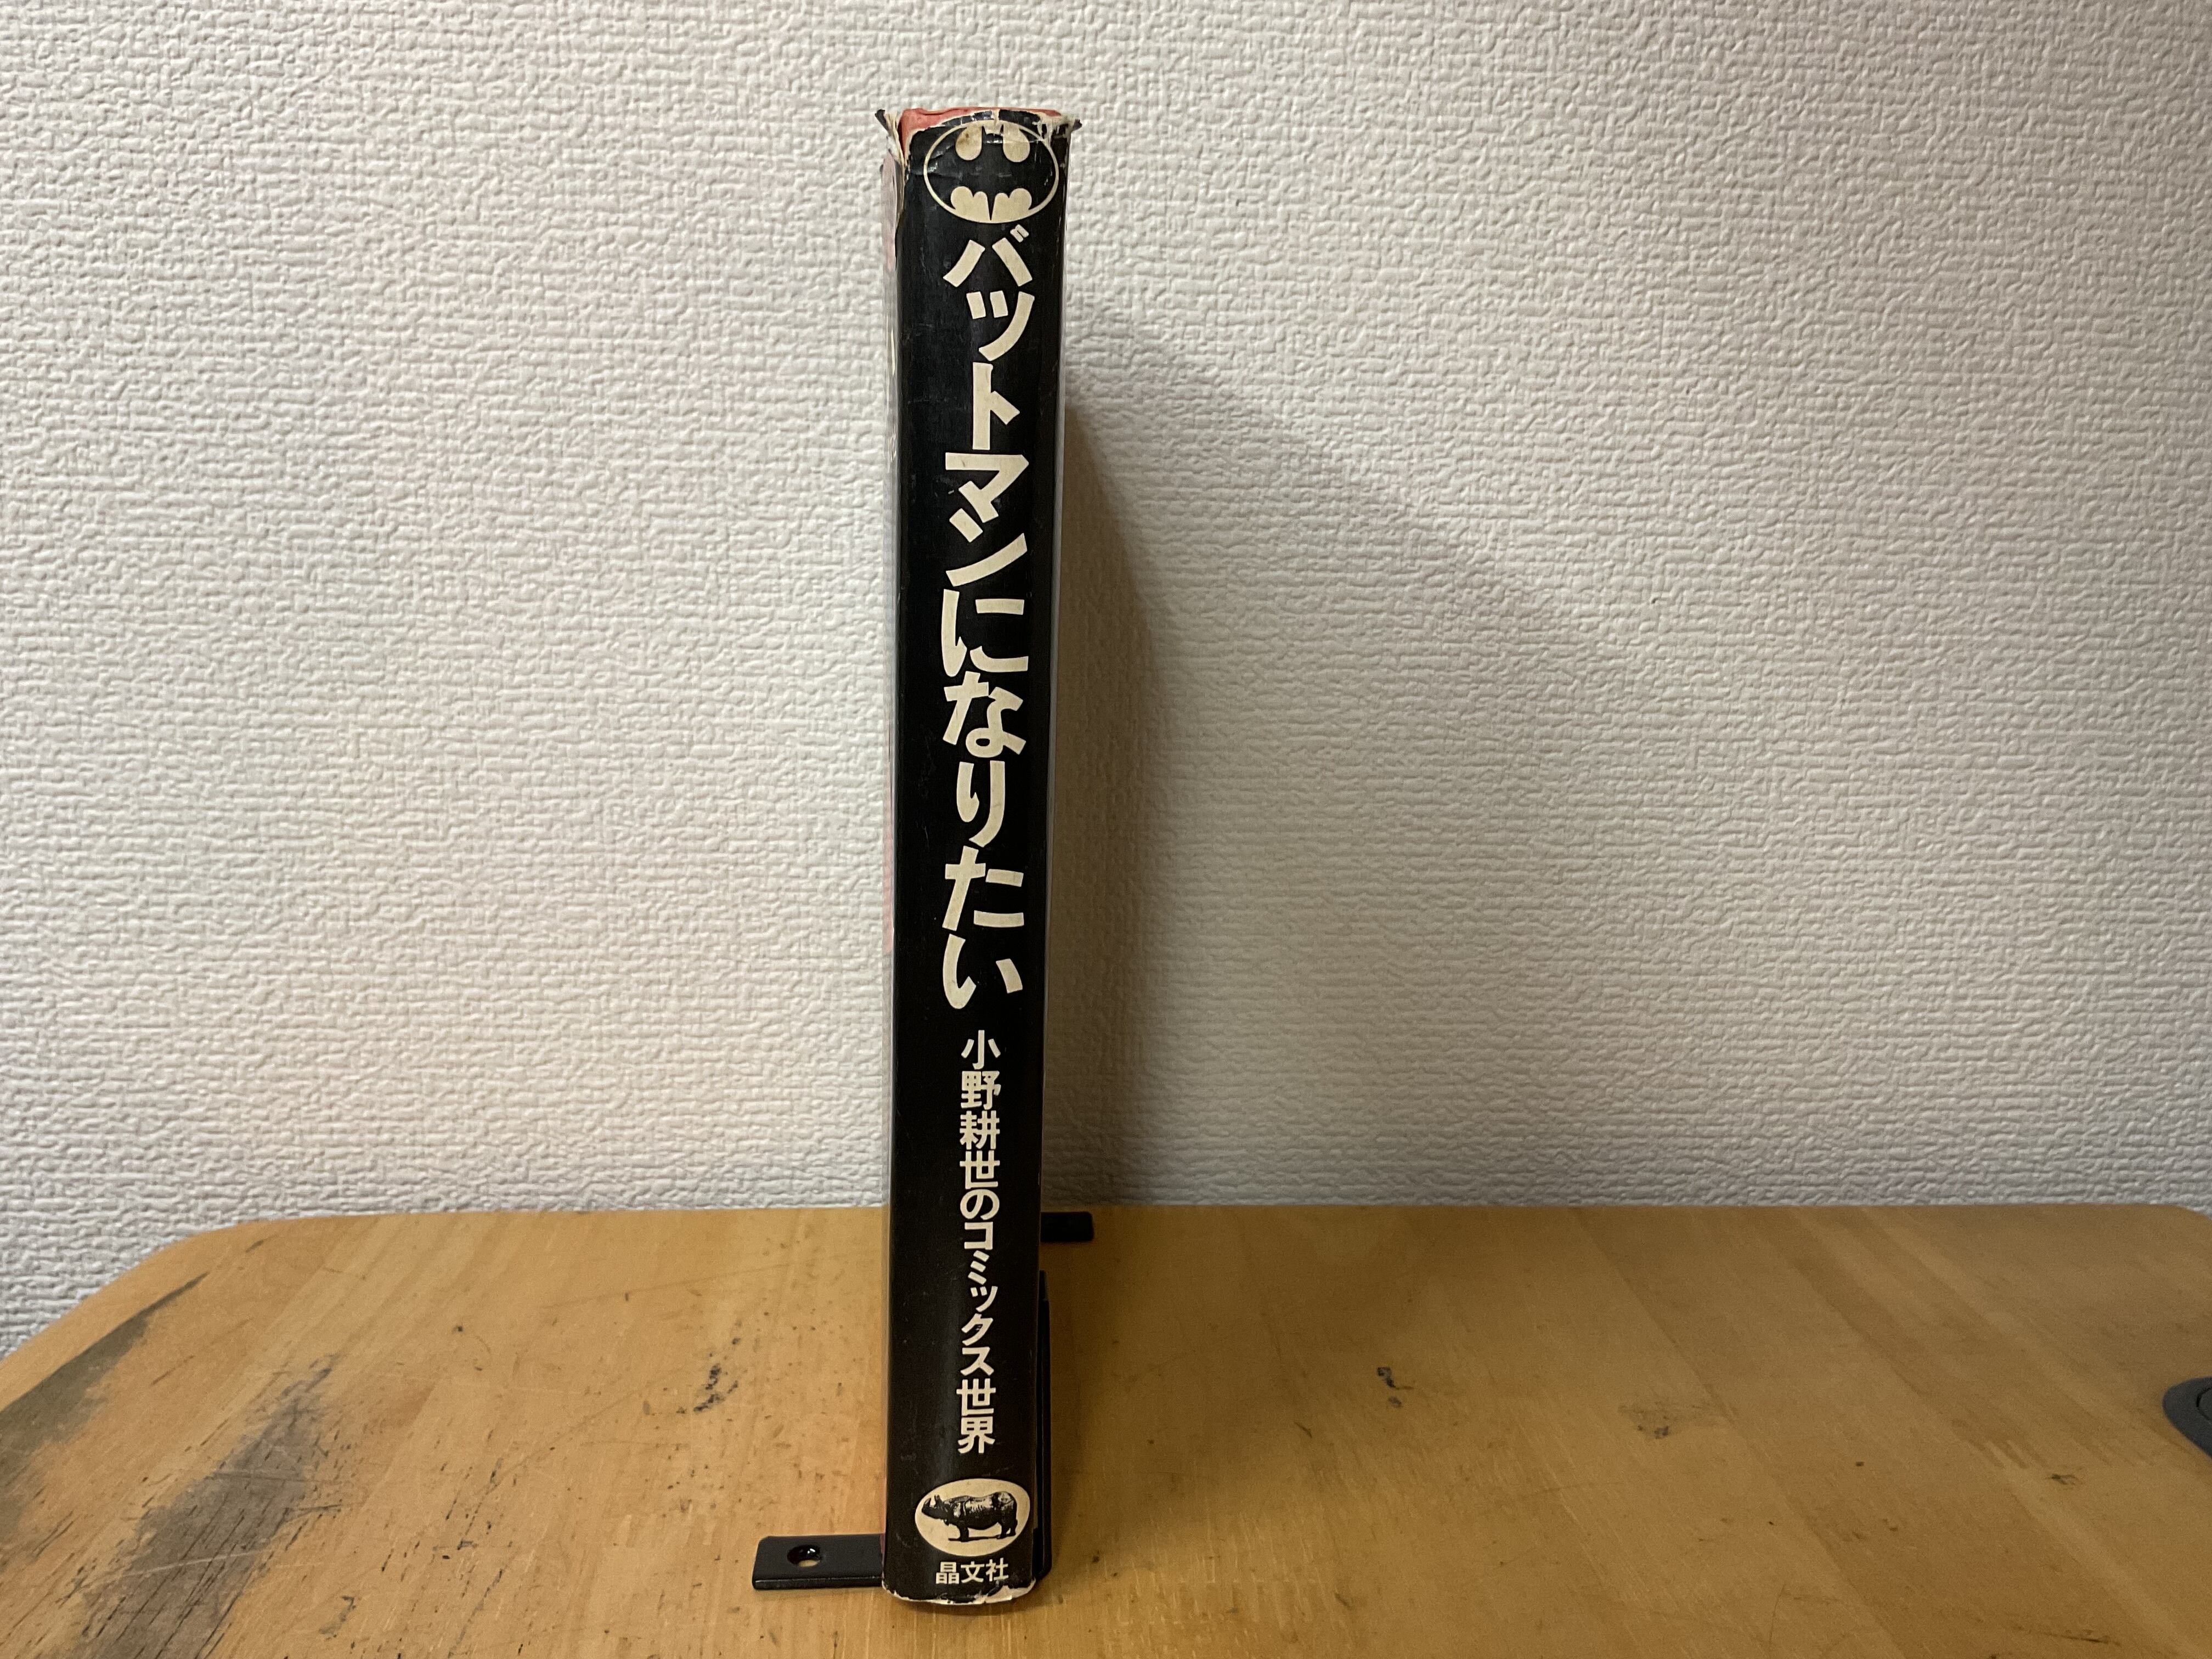 バットマンになりたい
小野耕世のコミックス世界
晶文社